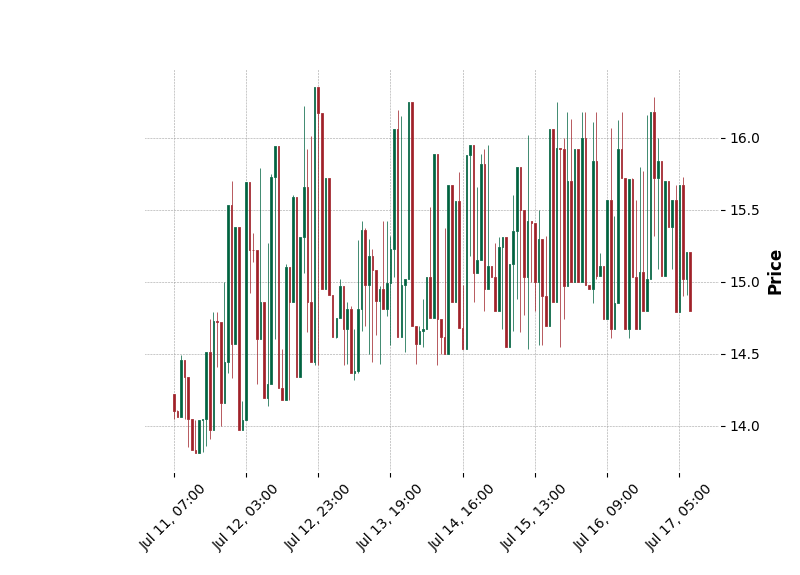 16.0
15.5
15.0
14.5
14.0
Price
Jul 11, 07:00
Jul 12, 03:00
Jul 12, 23:00
Jul 13, 19:00
Jul 14, 16:00
Jul 15, 13:00
Jul 16, 09:00
Jul 17, 05:00